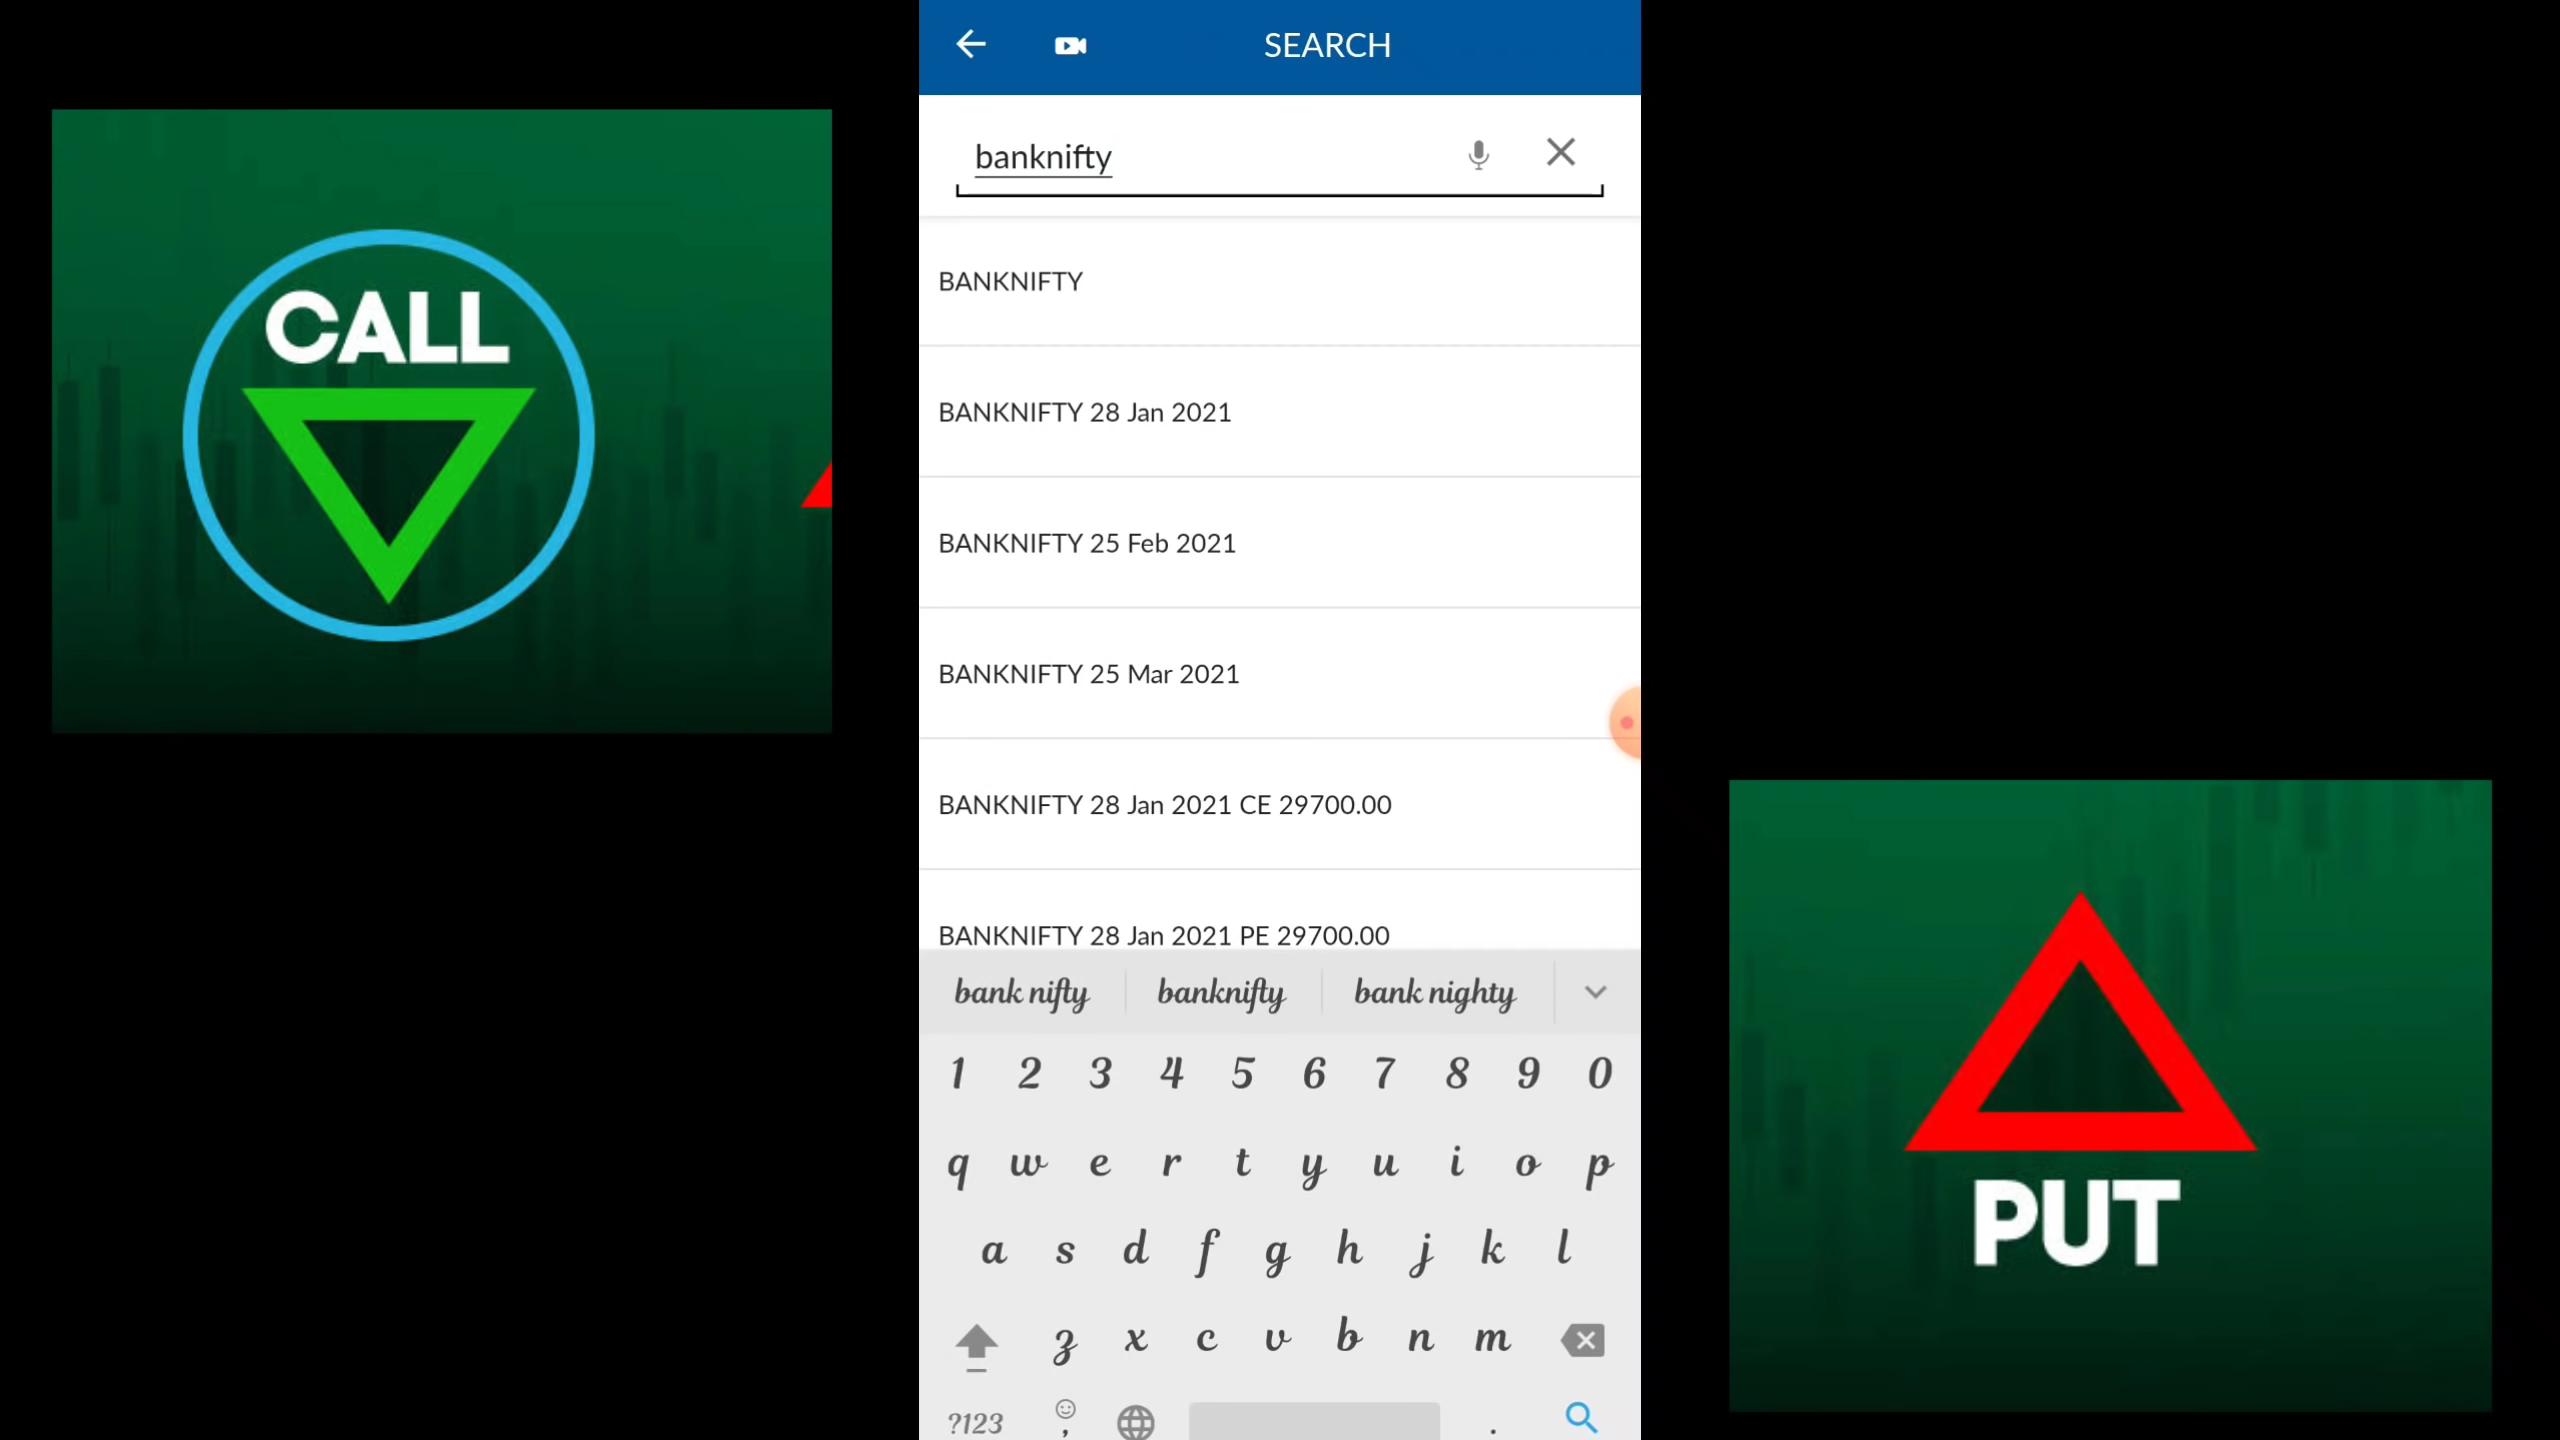 SEARCH
banknifty
BANKNIFTY
BANKNIFTY 28 Jan 2021
BANKNIFTY 25 Feb 2021
BANKNIFTY 25 Mar 2021
BANKNIFTY 28 Jan 2021 CE 29700.00
BANKNIFTY 28 Jan 2021 PE 29700.00
bank nifty banknifty bank nighty
1 2 3 4 5 6 7 8 9 0
q w e r t y u i o p
a s d f g h j k l
z x c v b n m
?123 , .
CALL
PUT